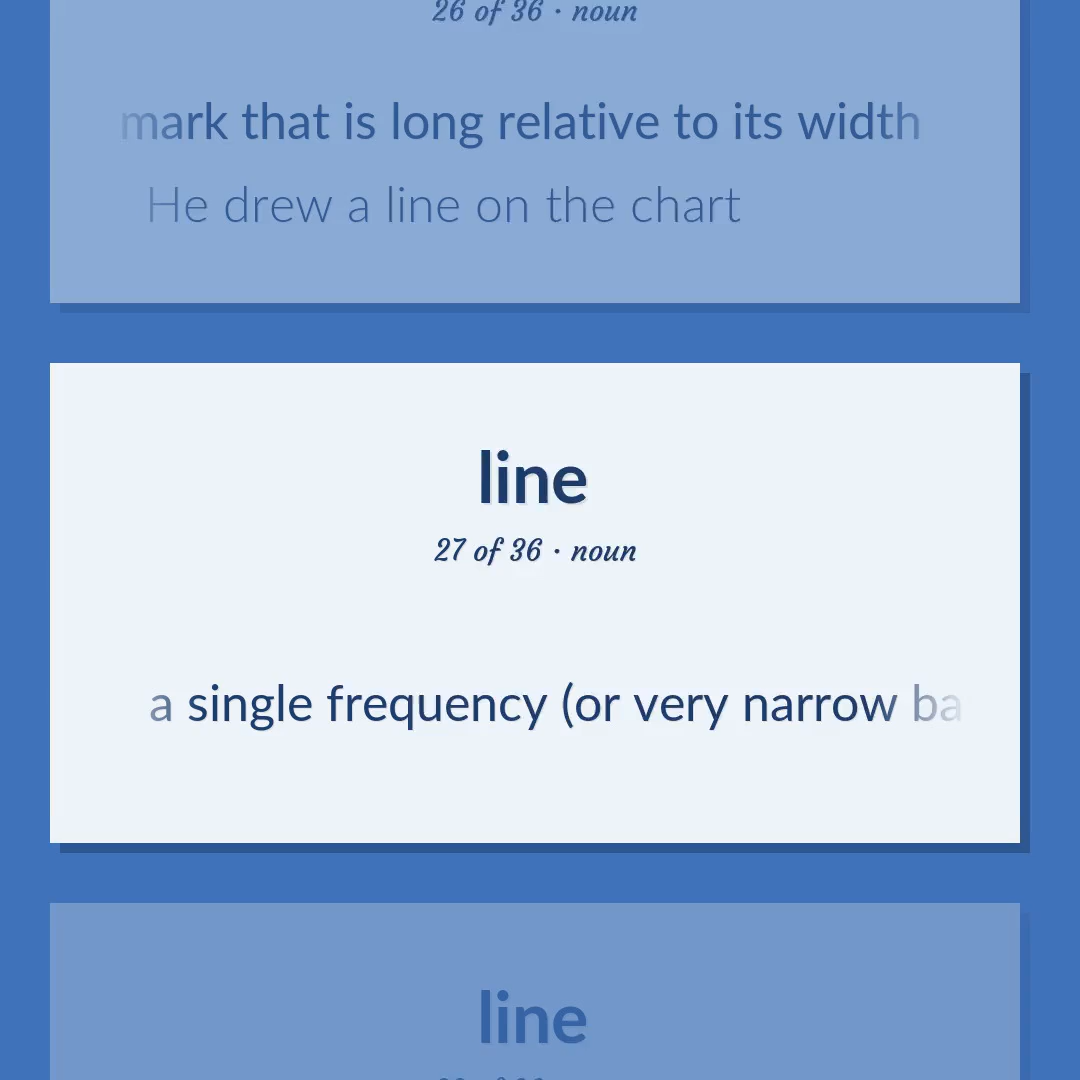 26 of 36 · noun
mark that is long relative to its width
He drew a line on the chart
line
27 of 36 · noun
a single frequency (or very narrow ba
line